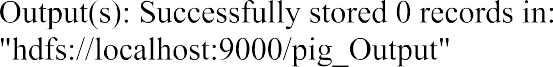 Output(s): Successfully stored 0 records in:
"hdfs://localhost:9000/pig_Output"